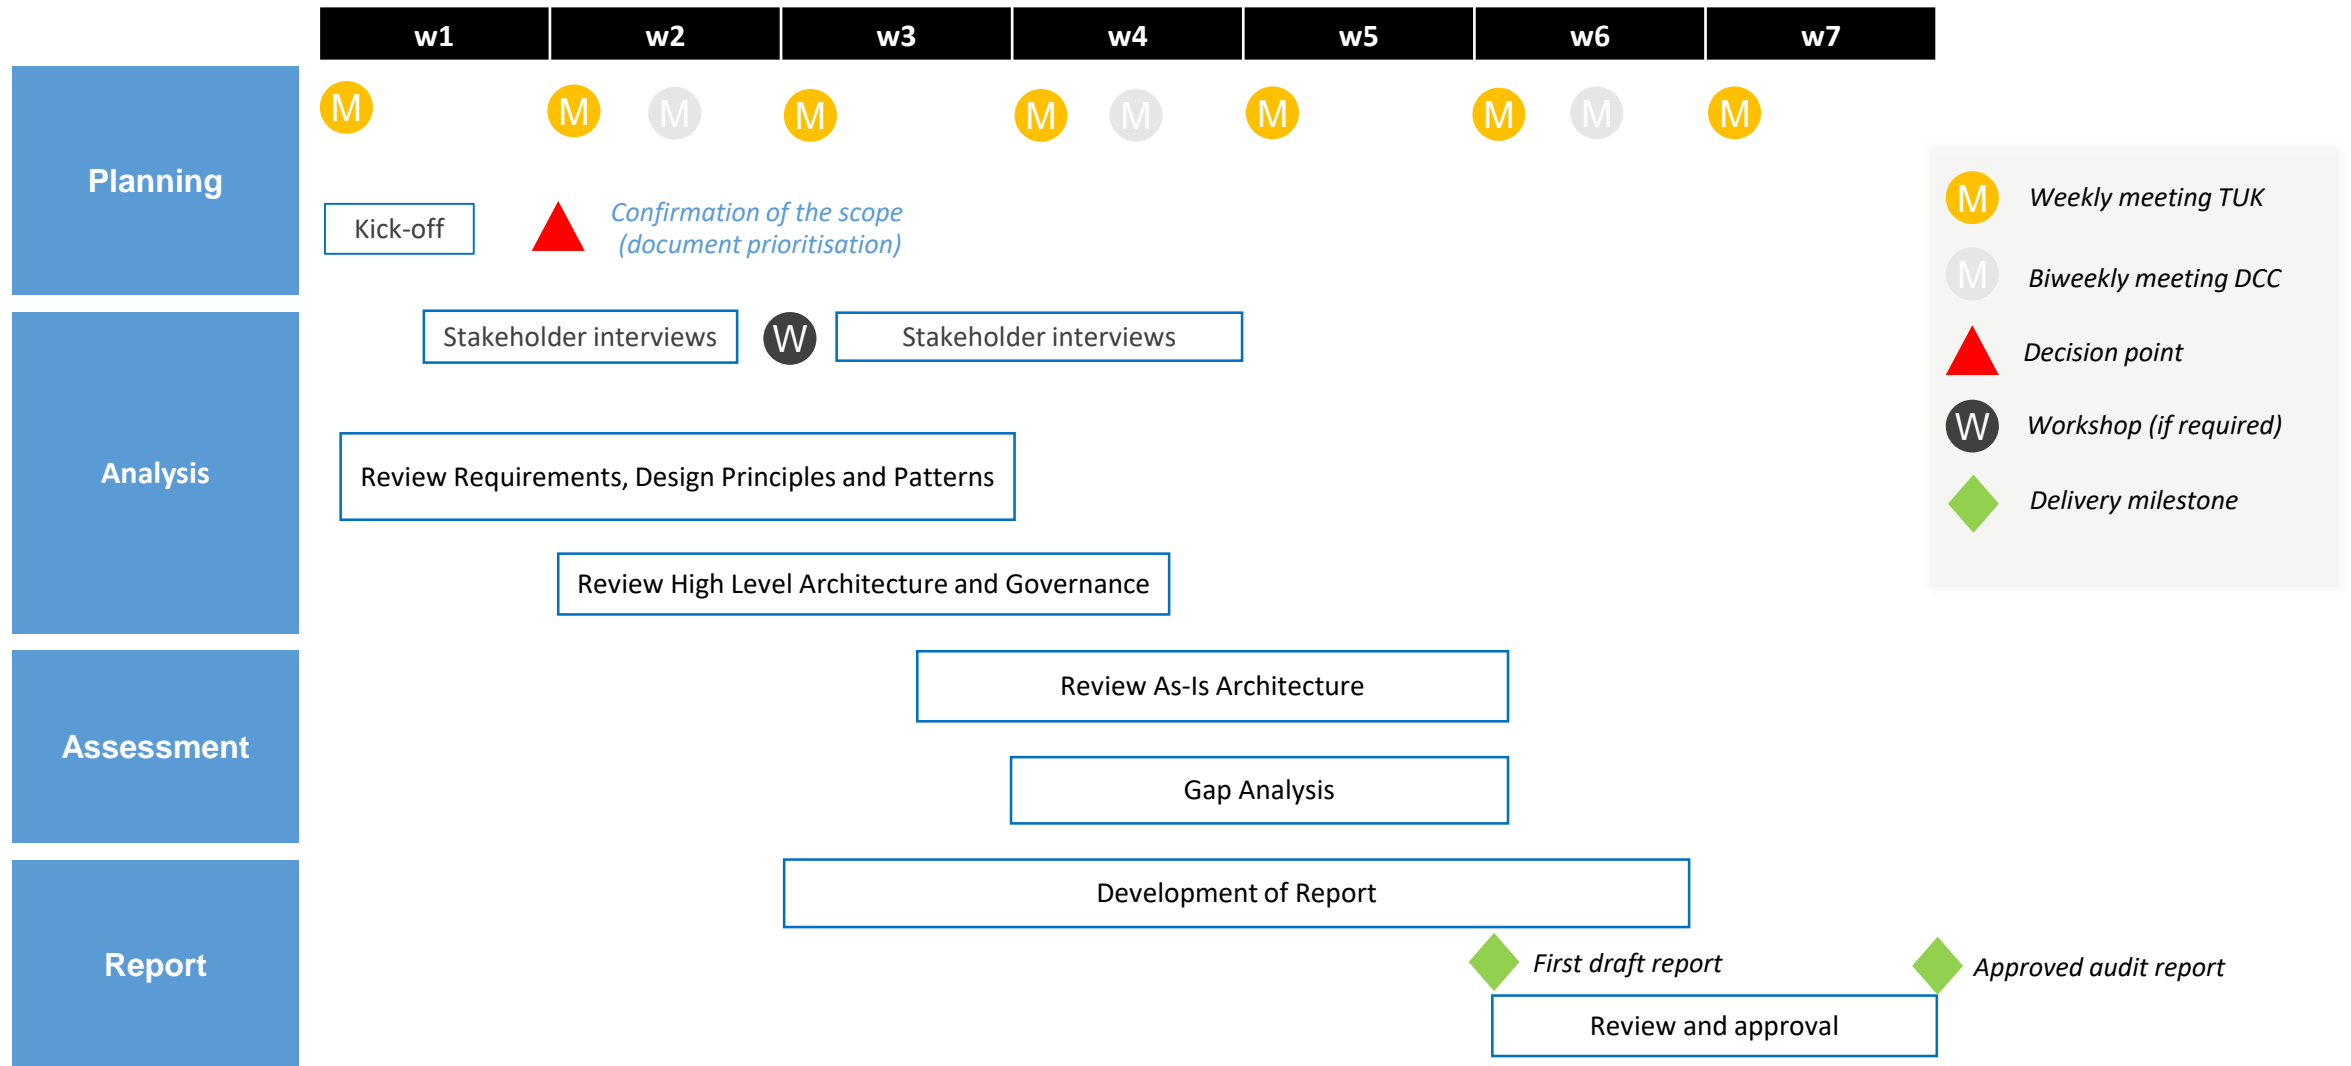 w1 w2 w3 w4 w5 w6 w7
Planning
M M M M M M M M M M
Kick-off
Confirmation of the scope
(document prioritisation)
M Weekly meeting TUK
M Biweekly meeting DCC
Decision point
W Workshop (if required)
Delivery milestone
Analysis
Stakeholder interviews W Stakeholder interviews
Review Requirements, Design Principles and Patterns
Review High Level Architecture and Governance
Assessment
Review As-Is Architecture
Gap Analysis
Report
Development of Report
First draft report
Approved audit report
Review and approval